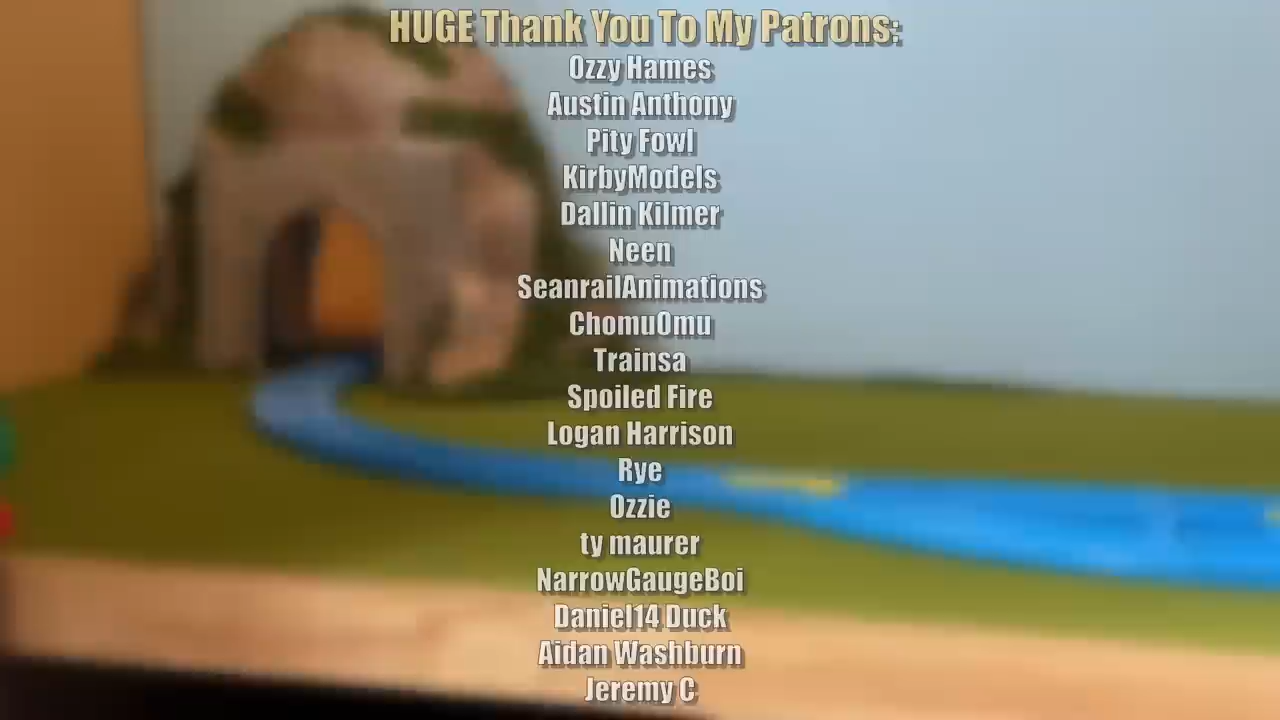 HUGE Thank You To My Patrons:
Ozzy Hames
Austin Anthony
Pity Fowl
KirbyModels
Dallin Kilmer
Neen
SeanrailAnimations
ChomuOmu
Trainsa
Spoiled Fire
Logan Harrison
Rye
Ozzie
ty maurer
NarrowGaugeBoi
Daniel14 Duck
Aidan Washburn
Jeremy C